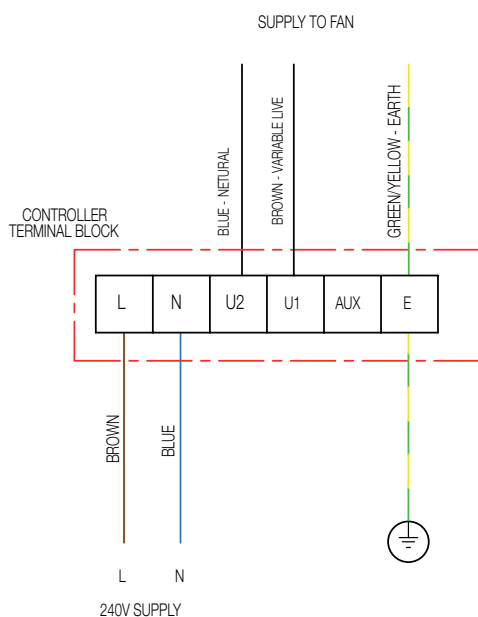 SUPPLY TO FAN
BLUE - NETURAL
BROWN - VARIABLE LIVE
GREEN/YELLOW - EARTH
CONTROLLER
TERMINAL BLOCK
L N U2 U1 AUX E
BROWN
BLUE
L N
240V SUPPLY